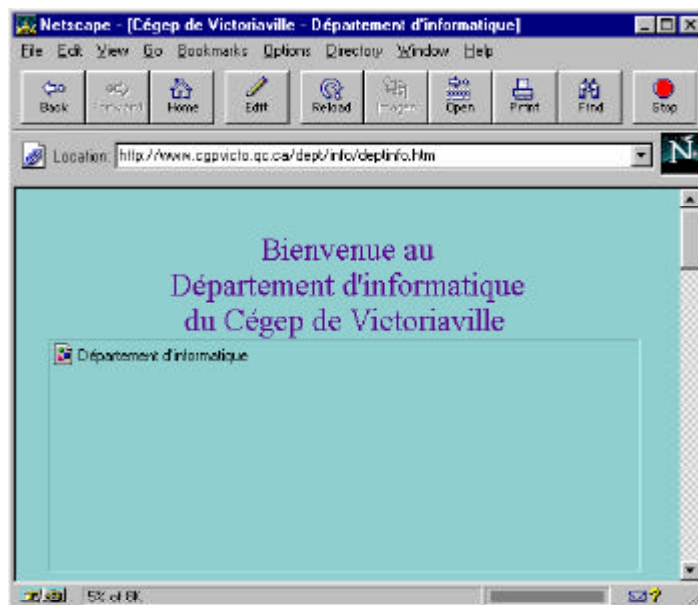 Netscape - [Cégep de Victoriaville - Département d'informatique]
File Edit View Go Bookmarks Options Directory Window Help
Back Forward Home Edit Reload Images Open Print Find Stop
Location: http://www.cgpvicto.qc.ca/dept/info/deptinfo.htm
N
Bienvenue au
Département d'informatique
du Cégep de Victoriaville
Département d'informatique
5% of 8K